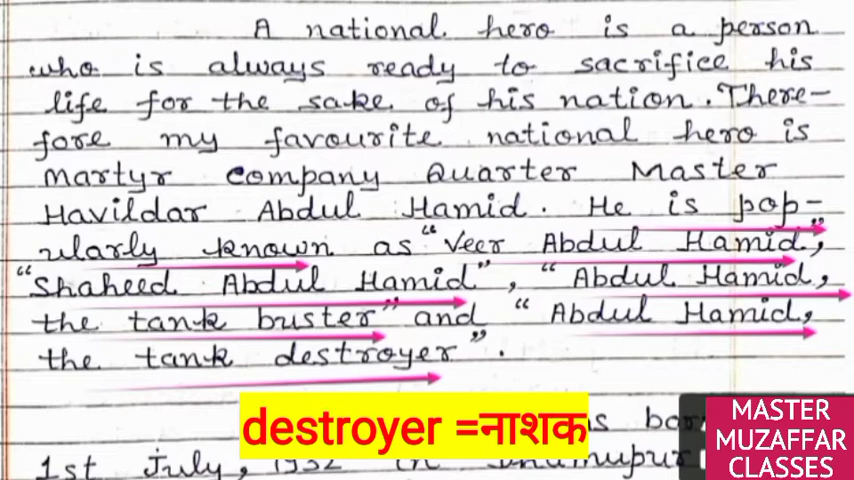 A national hero is a person
who is always ready to sacrifice his
life for the sake of his nation. There-
fore my favourite national hero is
martyr company Quarter Master
Havildar Abdul Hamid. He is pop-
ularly known as "Veer Abdul Hamid",
"Shaheed Abdul Hamid", "Abdul Hamid,
the tank buster" and "Abdul Hamid,
the tank destroyer".
destroyer =नाशक
1st July, in
MASTER
MUZAFFAR
CLASSES